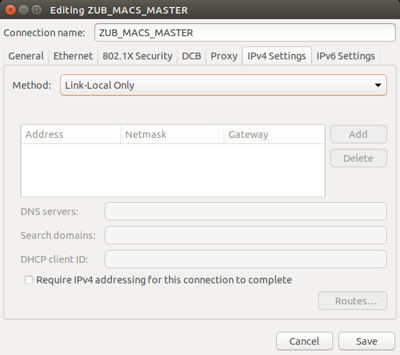 Editing ZUB_MACS_MASTER
Connection name: ZUB_MACS_MASTER
General Ethernet 802.1X Security DCB Proxy IPv4 Settings IPv6 Settings
Method: Link-Local Only
Address Netmask Gateway Add
Delete
DNS servers:
Search domains:
DHCP client ID:
Require IPv4 addressing for this connection to complete
Routes…
Cancel Save